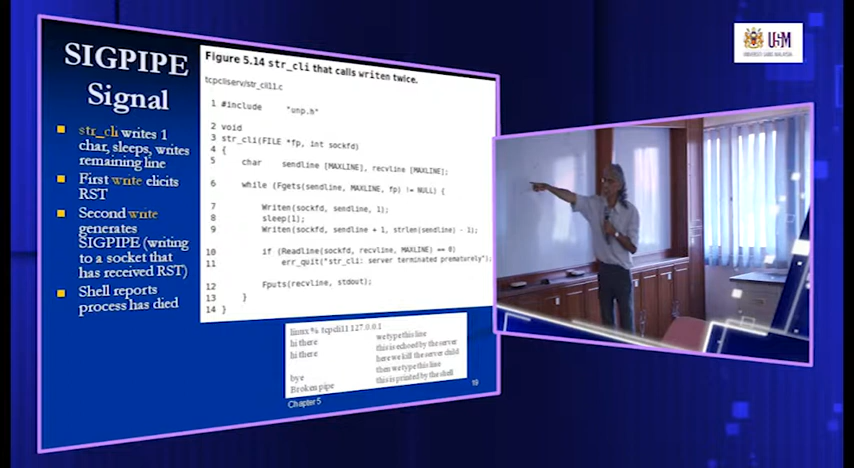 SIGPIPE
Signal
str_cli writes 1
char, sleeps, writes
remaining line
First write elicits
RST
Second write
generates
SIGPIPE (writing
to a socket that
has received RST)
Shell reports
process has died
Figure 5.14 str_cli that calls writen twice.
tcpcliserv/str_cli11.c
1 #include "unp.h"
2 void
3 str_cli(FILE *fp, int sockfd)
4 {
5 char sendline [MAXLINE], recvline [MAXLINE];
6 while (Fgets(sendline, MAXLINE, fp) != NULL) {
7 Writen(sockfd, sendline, 1);
8 sleep(1);
9 Writen(sockfd, sendline + 1, strlen(sendline) - 1);
10 if (Readline(sockfd, recvline, MAXLINE) == 0)
11 err_quit("str_cli: server terminated prematurely");
12 Fputs(recvline, stdout);
13 }
14 }
linux % tcpcli11 127.0.0.1
hi there we type this line
hi there this is echoed by the server
here we kill the server child
bye then we type this line
Broken pipe this is printed by the shell
Chapter 5
19
USM
UNIVERSITI SAINS MALAYSIA